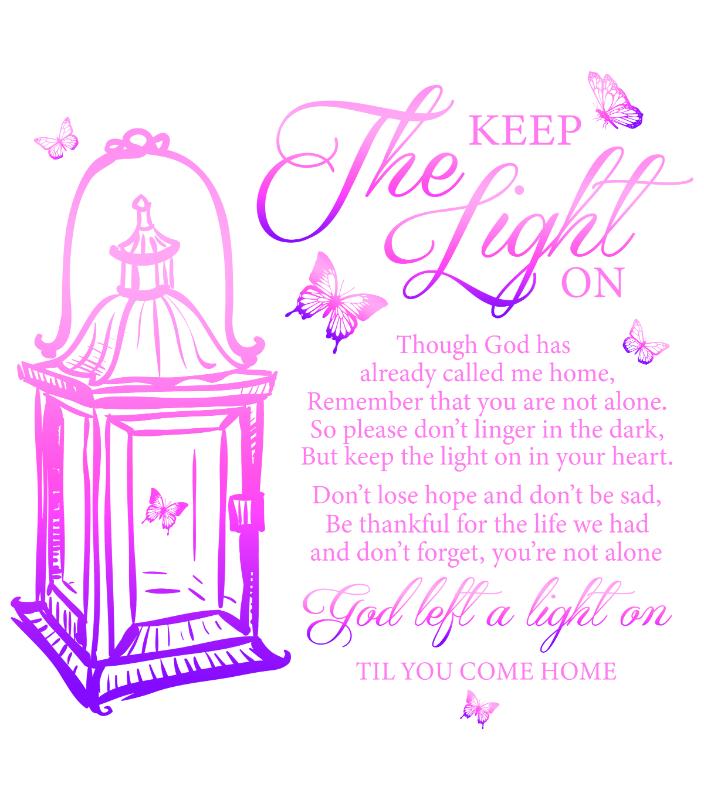 KEEP
The Light
ON
Though God has
already called me home,
Remember that you are not alone.
So please don't linger in the dark,
But keep the light on in your heart.
Don't lose hope and don't be sad,
Be thankful for the life we had
and don't forget, you're not alone
God left a light on
TIL YOU COME HOME